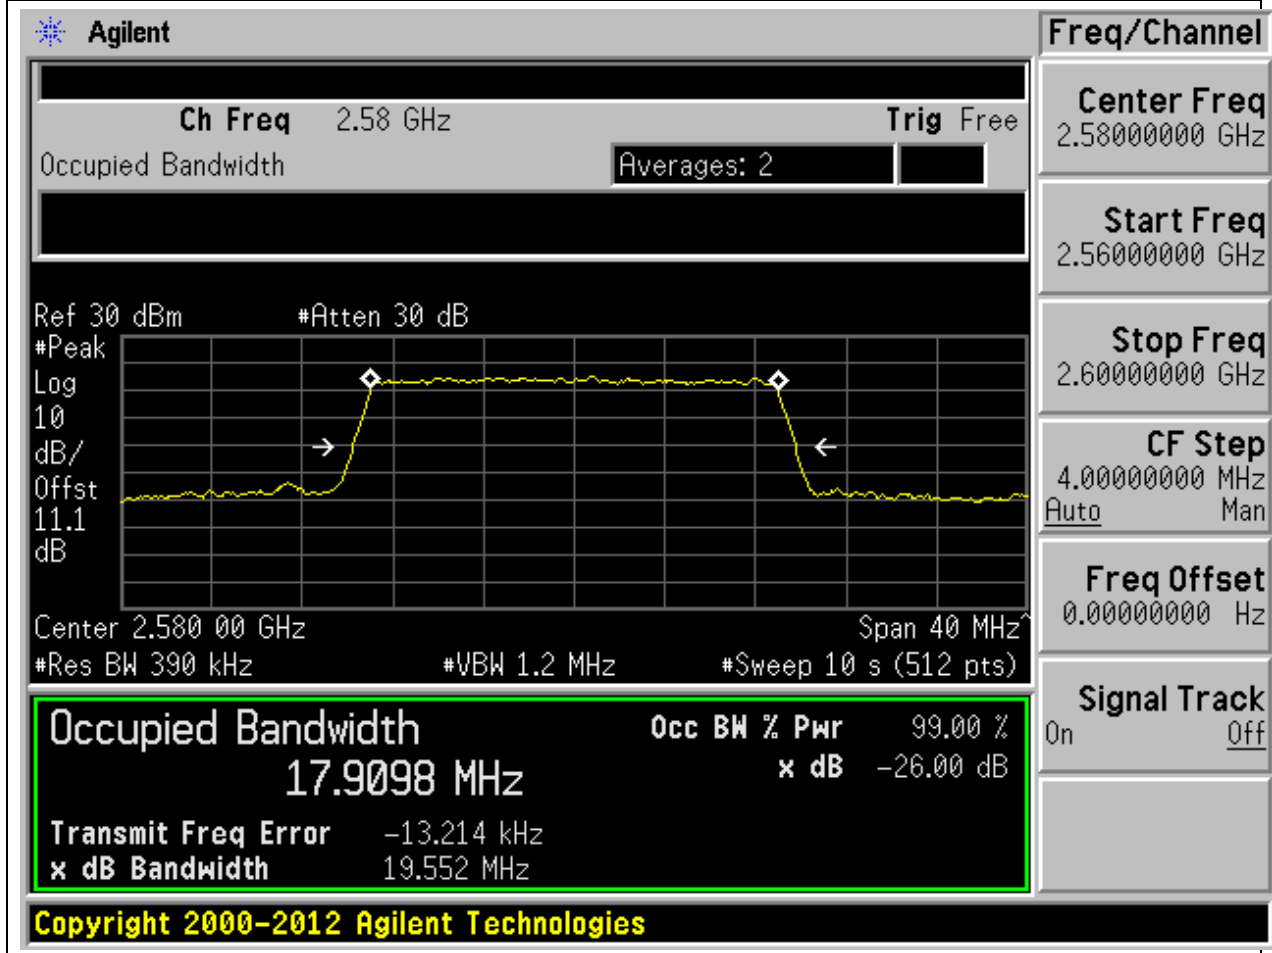 Agilent
Freq/Channel
Ch Freq 2.58 GHz Trig Free
Occupied Bandwidth Averages: 2
Center Freq
2.58000000 GHz
Start Freq
2.56000000 GHz
Stop Freq
2.60000000 GHz
CF Step
4.00000000 MHz
Auto Man
Freq Offset
0.00000000 Hz
Signal Track
On Off
Ref 30 dBm #Atten 30 dB
#Peak
Log
10
dB/
Offst
11.1
dB
Center 2.580 00 GHz Span 40 MHz^
#Res BW 390 kHz #VBW 1.2 MHz #Sweep 10 s (512 pts)
Occupied Bandwidth Occ BW % Pwr 99.00 %
17.9098 MHz x dB -26.00 dB
Transmit Freq Error -13.214 kHz
x dB Bandwidth 19.552 MHz
Copyright 2000-2012 Agilent Technologies